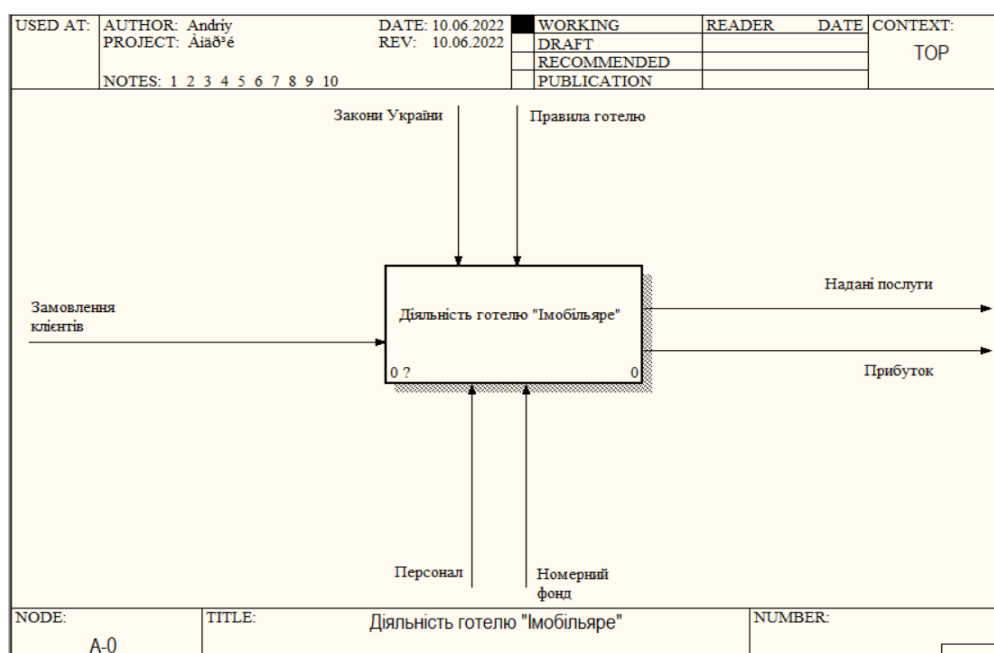 USED AT:
AUTHOR: Andriy
DATE: 10.06.2022
WORKING
READER
DATE
CONTEXT:
PROJECT: Àíäð³é
REV: 10.06.2022
DRAFT
TOP
RECOMMENDED
NOTES: 1 2 3 4 5 6 7 8 9 10
PUBLICATION
Закони України
Правила готелю
Надані послуги
Замовлення
клієнтів
Діяльність готелю "Імобільяре"
0 ?
0
Прибуток
Персонал
Номерний
фонд
NODE:
TITLE:
Діяльність готелю "Імобільяре"
NUMBER:
A-0